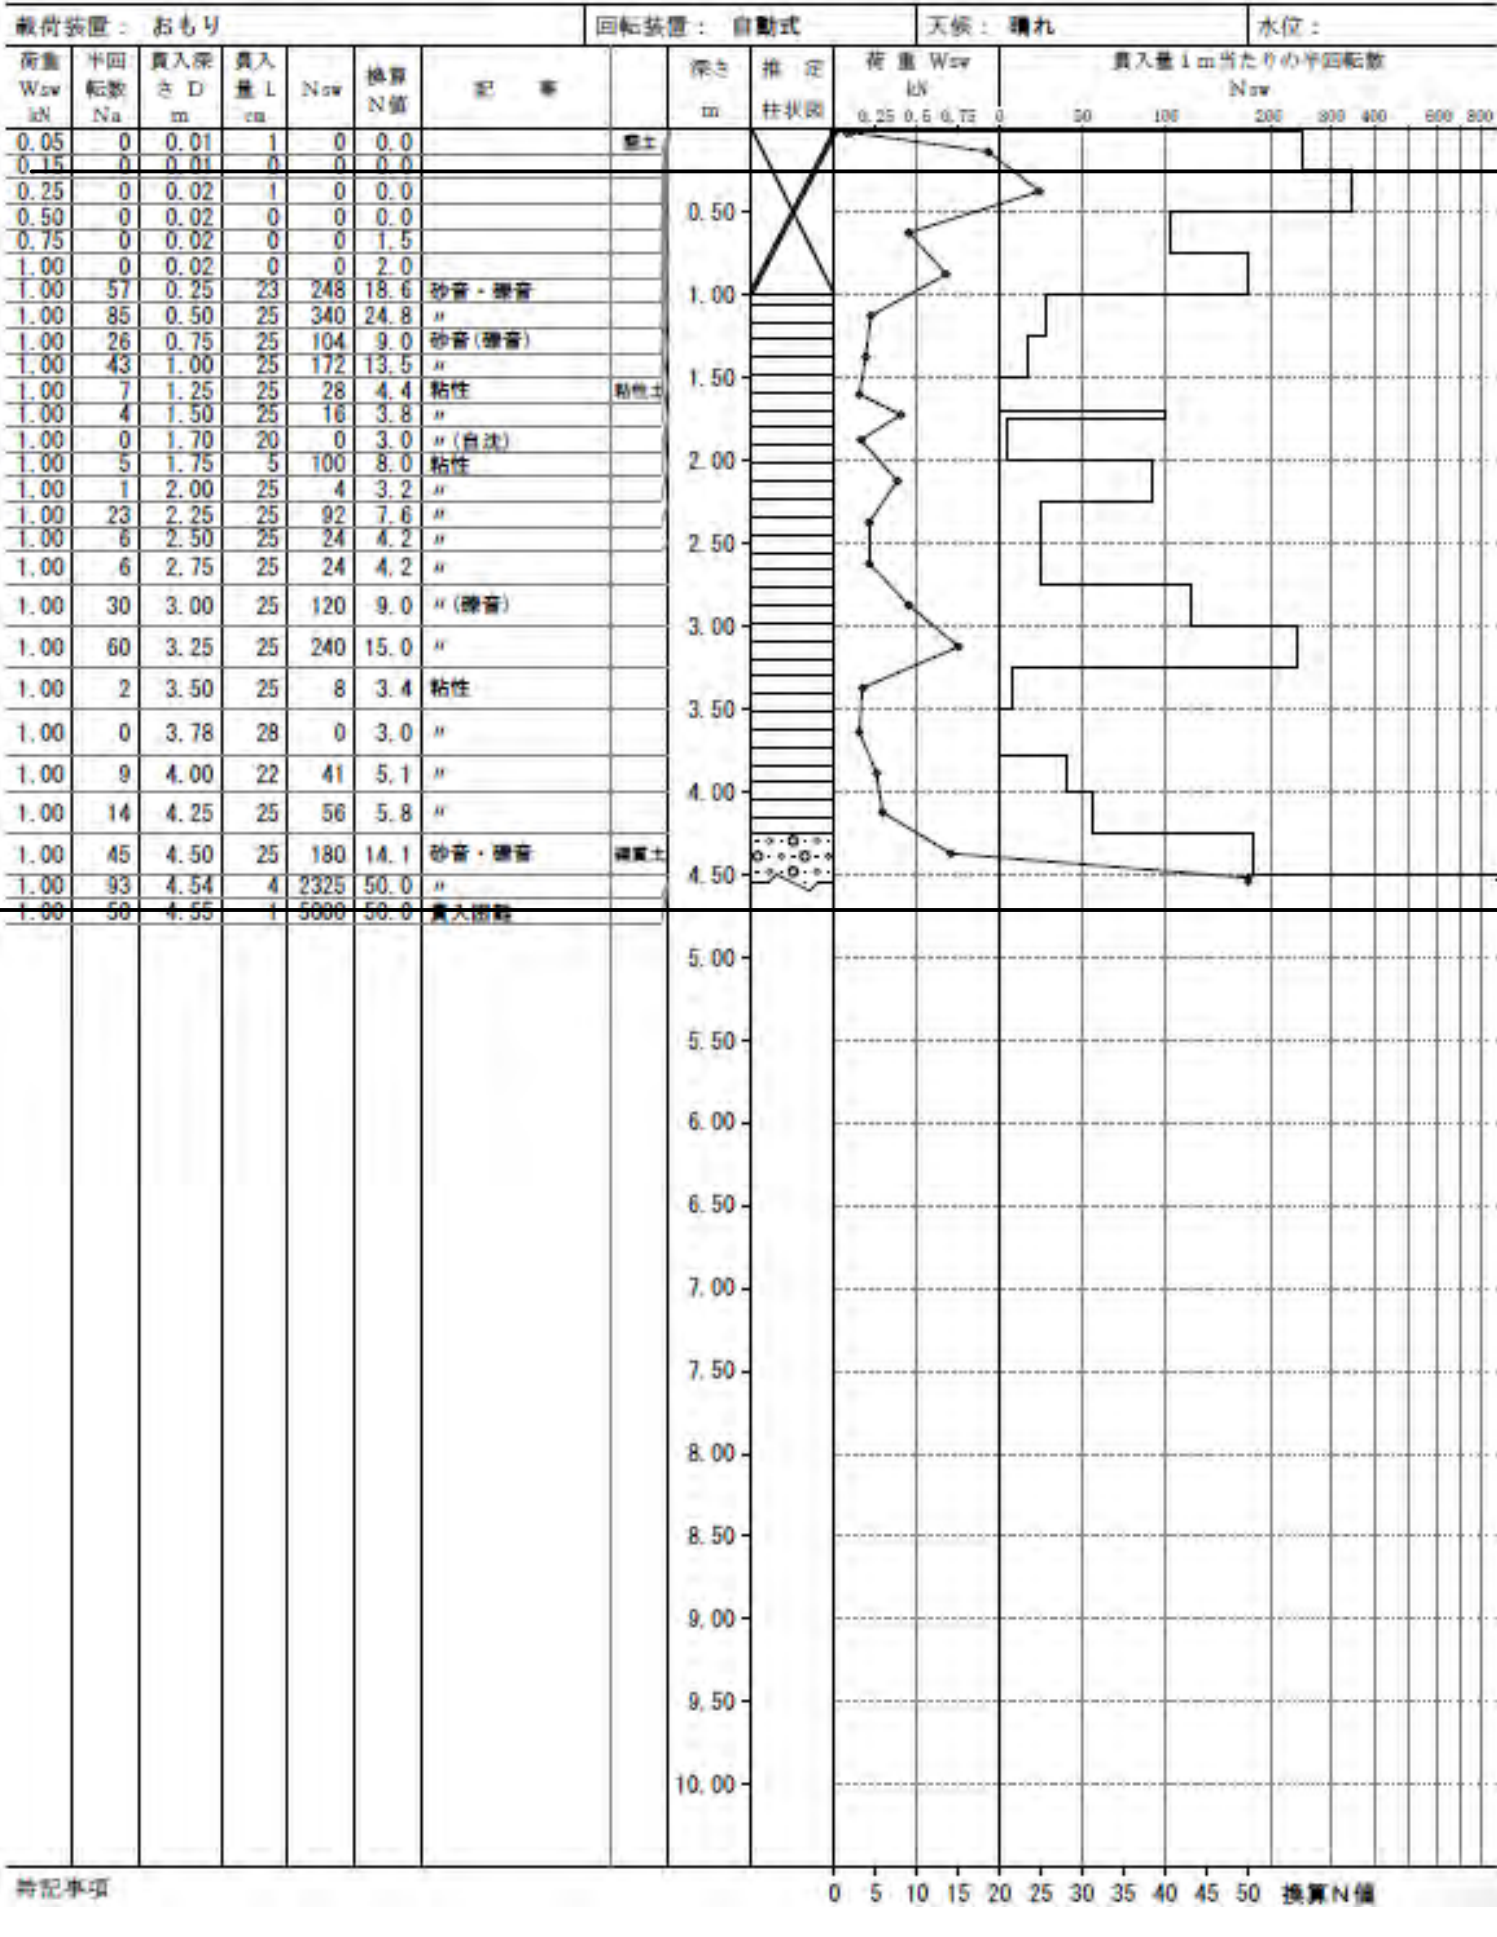 載荷装置： おもり 回転装置： 自動式 天候： 晴れ 水位：
荷重 Wsw kN 半回転数 Na 貫入深さ D m 貫入量 L cm Nsw 換算N値 記 事 深さ m 推定柱状図 荷重 Wsw kN 貫入量1m当たりの半回転数 Nsw
0.25 0.5 0.75 0 50 100 200 300 400 600 800
0.05 0 0.01 1 0 0.0 盛土
0.15 0 0.01 0 0 0.0
0.25 0 0.02 1 0 0.0
0.50 0 0.02 0 0 0.0
0.75 0 0.02 0 0 1.5
1.00 0 0.02 0 0 2.0
1.00 57 0.25 23 248 18.6 砂音・礫音
1.00 85 0.50 25 340 24.8 〃
1.00 26 0.75 25 104 9.0 砂音(礫音)
1.00 43 1.00 25 172 13.5 〃
1.00 7 1.25 25 28 4.4 粘性 粘性土
1.00 4 1.50 25 16 3.8 〃
1.00 0 1.70 20 0 3.0 〃(自沈)
1.00 5 1.75 5 100 8.0 粘性
1.00 1 2.00 25 4 3.2 〃
1.00 23 2.25 25 92 7.6 〃
1.00 6 2.50 25 24 4.2 〃
1.00 6 2.75 25 24 4.2 〃
1.00 30 3.00 25 120 9.0 〃(礫音)
1.00 60 3.25 25 240 15.0 〃
1.00 2 3.50 25 8 3.4 粘性
1.00 0 3.78 28 0 3.0 〃
1.00 9 4.00 22 41 5.1 〃
1.00 14 4.25 25 56 5.8 〃
1.00 45 4.50 25 180 14.1 砂音・礫音 礫質土
1.00 93 4.54 4 2325 50.0 〃
1.00 50 4.55 1 5000 50.0 貫入困難
0.50
1.00
1.50
2.00
2.50
3.00
3.50
4.00
4.50
5.00
5.50
6.00
6.50
7.00
7.50
8.00
8.50
9.00
9.50
10.00
特記事項 0 5 10 15 20 25 30 35 40 45 50 換算N値